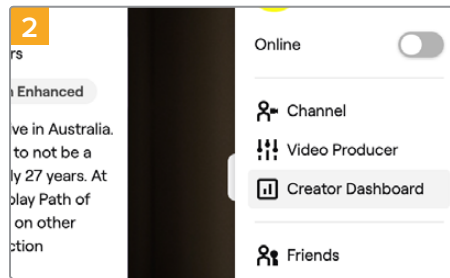 2
rs
Enhanced
ve in Australia.
to not be a
ly 27 years. At
olay Path of
on other
ction
Online
Channel
Video Producer
Creator Dashboard
Friends